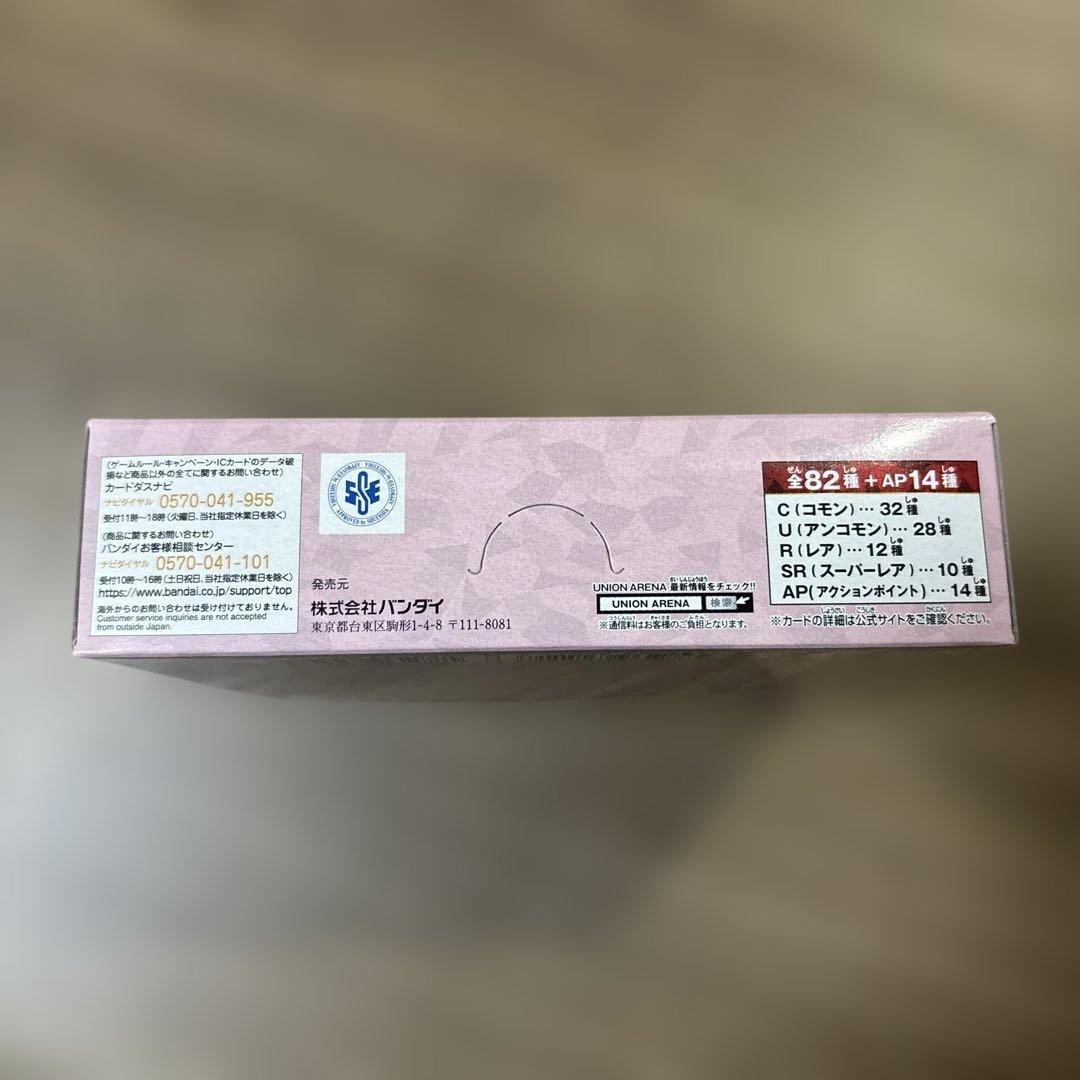 (ゲームルール・キャンペーン・ICカードのデータ破
損など商品以外の全てに関するお問い合わせ)
カードダスナビ
ナビダイヤル 0570-041-955
受付11時〜18時(火曜日、当社指定休業日を除く)
(商品に関するお問い合わせ)
バンダイお客様相談センター
ナビダイヤル 0570-041-101
受付10時〜16時(土日祝日、当社指定休業日を除く)
https://www.bandai.co.jp/support/top
海外からのお問い合わせは受け付けておりません。
Customer service inquiries are not accepted
from outside Japan.
SSE
発売元
株式会社バンダイ
東京都台東区駒形1-4-8 〒111-8081
UNION ARENA 最新情報をチェック!!
UNION ARENA 検索
※通信料はお客様のご負担となります。
全82種+AP14種
C(コモン)…32種
U(アンコモン)…28種
R(レア)…12種
SR(スーパーレア)…10種
AP(アクションポイント)…14種
※カードの詳細は公式サイトをご確認ください。